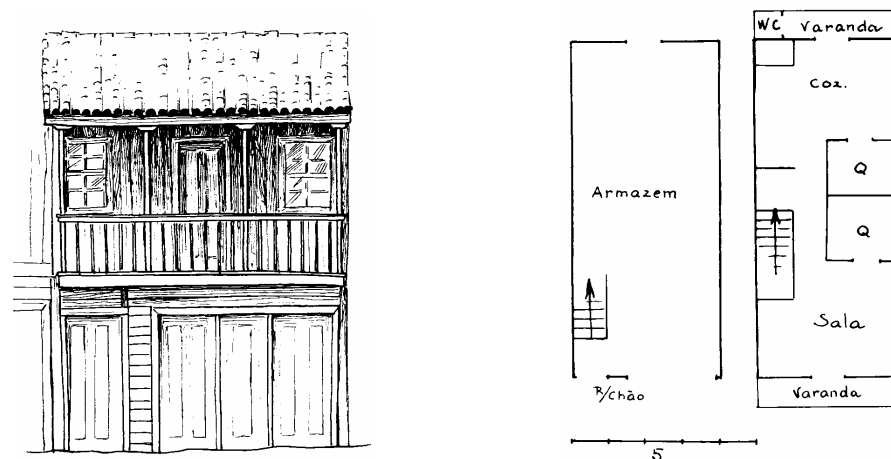 WC Varanda
Coz.
Q
Armazem
Q
Sala
R/Chão
Varanda
5